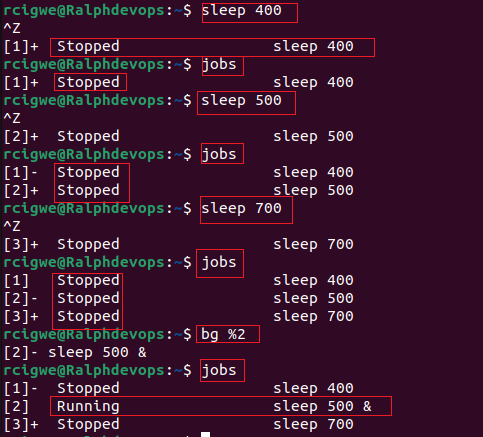 rcigwe@Ralphdevops:~$ sleep 400
^Z
[1]+  Stopped                 sleep 400
rcigwe@Ralphdevops:~$ jobs
[1]+  Stopped                 sleep 400
rcigwe@Ralphdevops:~$ sleep 500
^Z
[2]+  Stopped                 sleep 500
rcigwe@Ralphdevops:~$ jobs
[1]-  Stopped                 sleep 400
[2]+  Stopped                 sleep 500
rcigwe@Ralphdevops:~$ sleep 700
^Z
[3]+  Stopped                 sleep 700
rcigwe@Ralphdevops:~$ jobs
[1]   Stopped                 sleep 400
[2]-  Stopped                 sleep 500
[3]+  Stopped                 sleep 700
rcigwe@Ralphdevops:~$ bg %2
[2]- sleep 500 &
rcigwe@Ralphdevops:~$ jobs
[1]-  Stopped                 sleep 400
[2]   Running                 sleep 500 &
[3]+  Stopped                 sleep 700